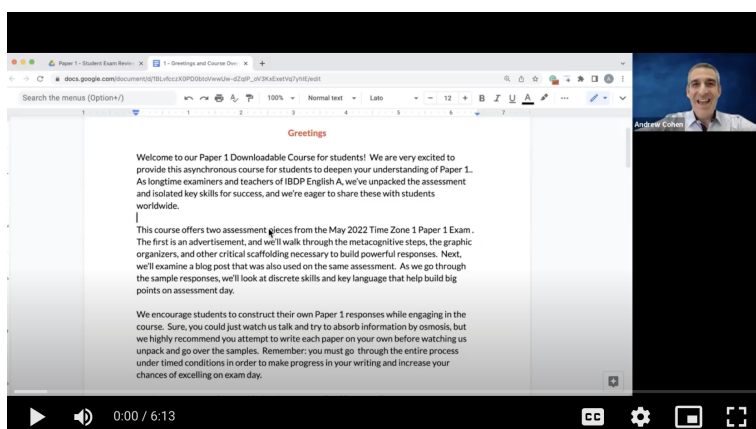 Paper 1 - Student Exam Review
1 - Greetings and Course Over
Search the menus (Option+/)
100%
Normal text
Lato
12
B I U A
1 1 2 3 4 5 6 7
Greetings
Welcome to our Paper 1 Downloadable Course for students! We are very excited to
provide this asynchronous course for students to deepen your understanding of Paper 1..
As longtime examiners and teachers of IBDP English A, we've unpacked the assessment
and isolated key skills for success, and we're eager to share these with students
worldwide.
This course offers two assessment pieces from the May 2022 Time Zone 1 Paper 1 Exam .
The first is an advertisement, and we'll walk through the metacognitive steps, the graphic
organizers, and other critical scaffolding necessary to build powerful responses. Next,
we'll examine a blog post that was also used on the same assessment. As we go through
the sample responses, we'll look at discrete skills and key language that help build big
points on assessment day.
We encourage students to construct their own Paper 1 responses while engaging in the
course. Sure, you could just watch us talk and try to absorb information by osmosis, but
we highly recommend you attempt to write each paper on your own before watching us
unpack and go over the samples. Remember: you must go through the entire process
under timed conditions in order to make progress in your writing and increase your
chances of excelling on exam day.
Andrew Cohen
0:00 / 6:13
CC